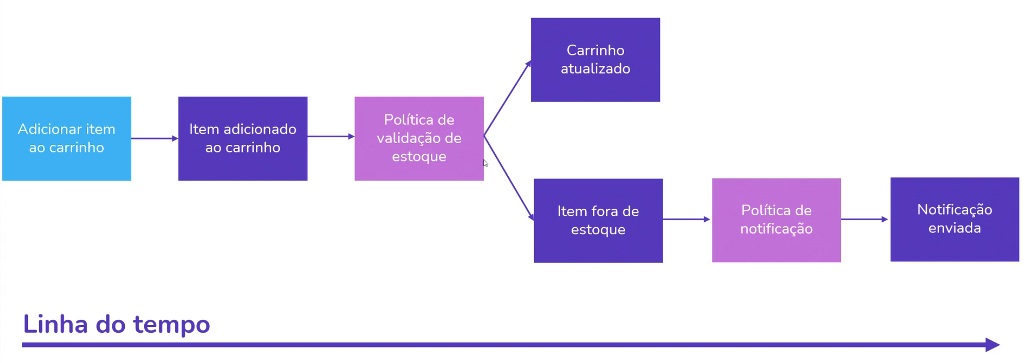 Adicionar item
ao carrinho
Item adicionado
ao carrinho
Política de
validação de
estoque
Carrinho
atualizado
Item fora de
estoque
Política de
notificação
Notificação
enviada
Linha do tempo